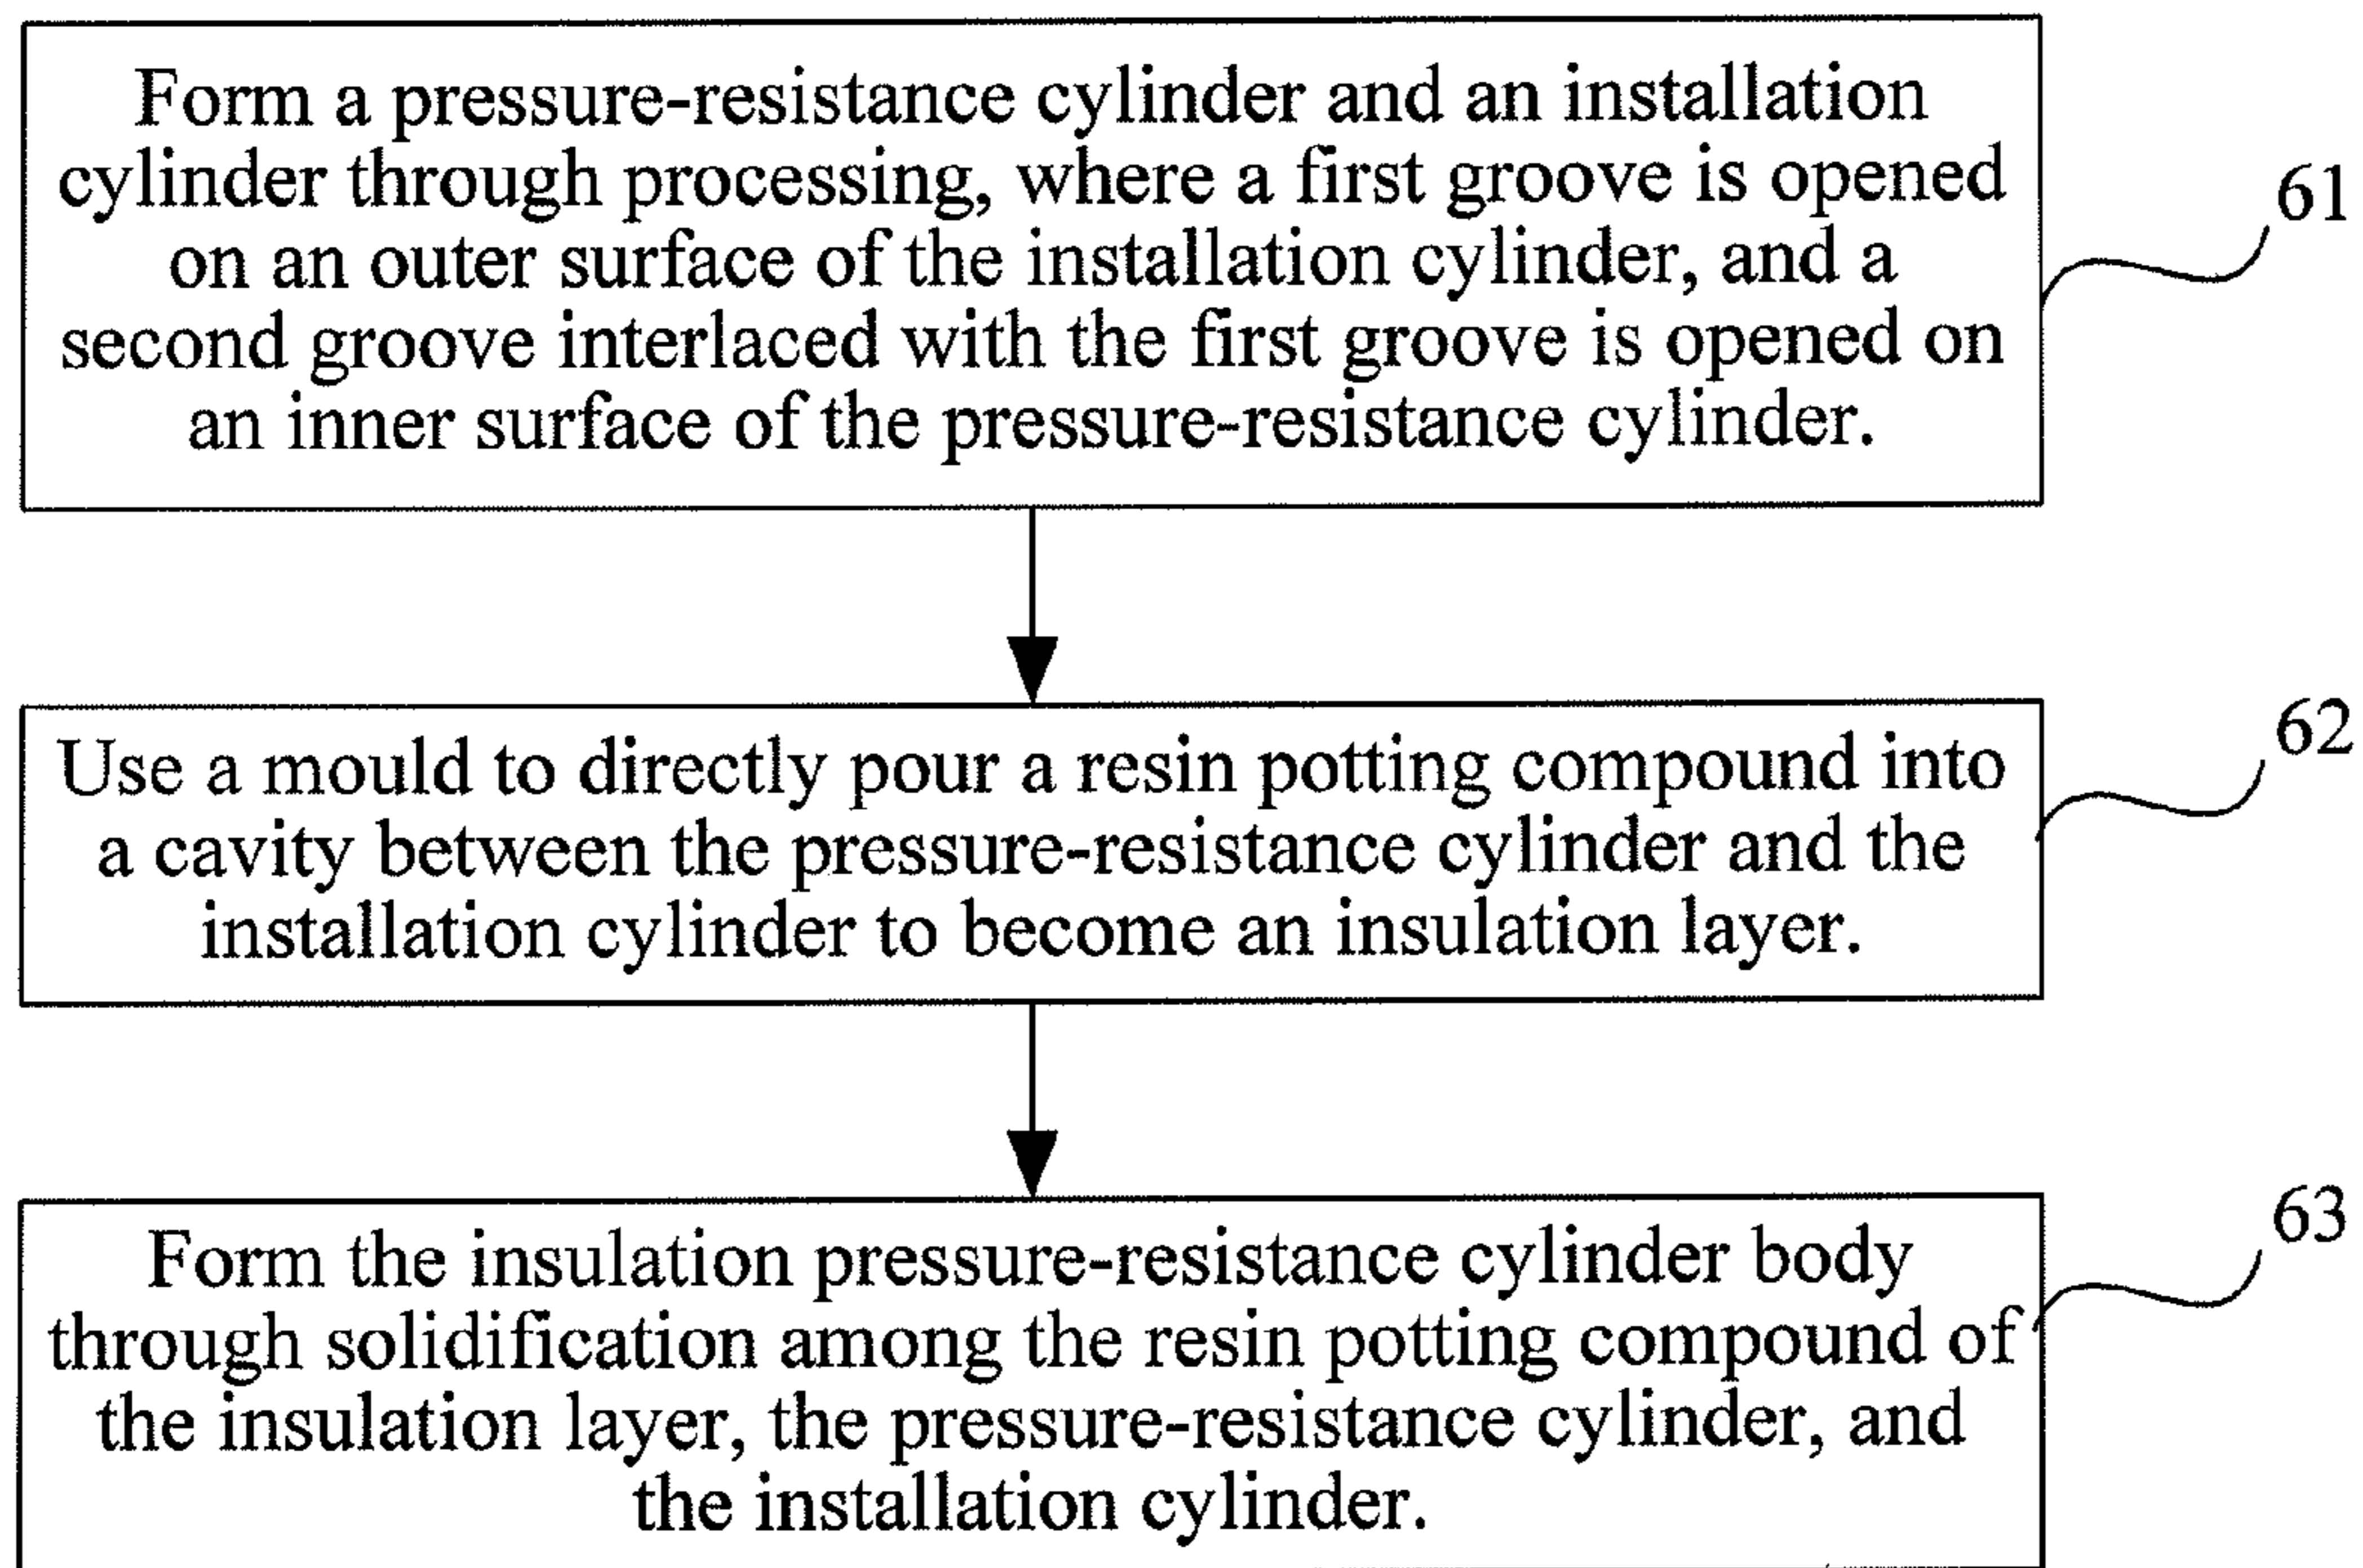 Form a pressure-resistance cylinder and an installation
cylinder through processing, where a first groove is opened
on an outer surface of the installation cylinder, and a
second groove interlaced with the first groove is opened on
an inner surface of the pressure-resistance cylinder.
61
Use a mould to directly pour a resin potting compound into
a cavity between the pressure-resistance cylinder and the
installation cylinder to become an insulation layer.
62
Form the insulation pressure-resistance cylinder body
through solidification among the resin potting compound of
the insulation layer, the pressure-resistance cylinder, and
the installation cylinder.
63